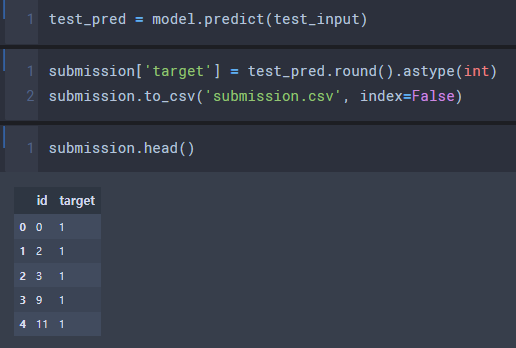 1 test_pred = model.predict(test_input)
1 submission['target'] = test_pred.round().astype(int)
2 submission.to_csv('submission.csv', index=False)
1 submission.head()
id target
0 0 1
1 2 1
2 3 1
3 9 1
4 11 1